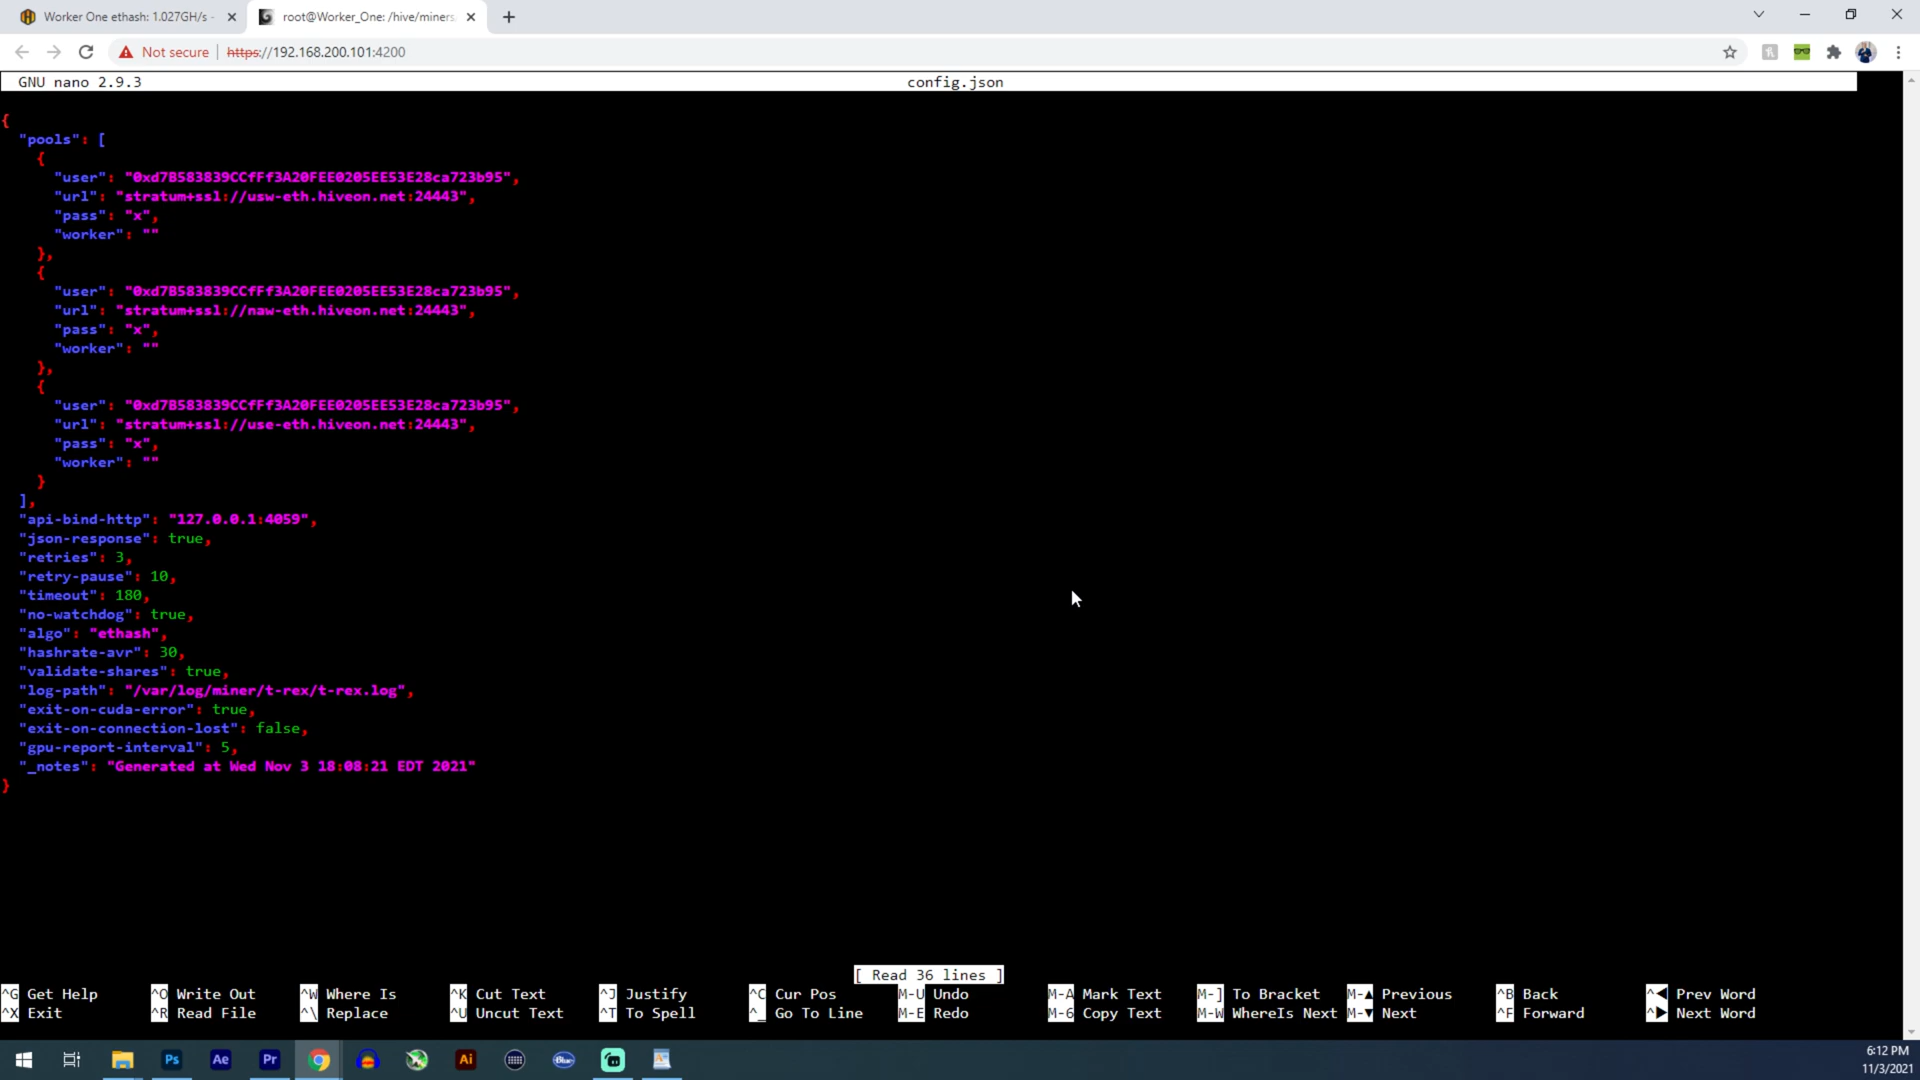 Worker One ethash: 1.027GH/s -
root@Worker_One: /hive/miners
Not secure
https://192.168.200.101:4200
GNU nano 2.9.3
config.json
{
"pools": [
{
"user": "0xd7B583839CCfFf3A20FEE0205EE53E28ca723b95",
"url": "stratum+ssl://usw-eth.hiveon.net:24443",
"pass": "x",
"worker": ""
},
{
"user": "0xd7B583839CCfFf3A20FEE0205EE53E28ca723b95",
"url": "stratum+ssl://naw-eth.hiveon.net:24443",
"pass": "x",
"worker": ""
},
{
"user": "0xd7B583839CCfFf3A20FEE0205EE53E28ca723b95",
"url": "stratum+ssl://use-eth.hiveon.net:24443",
"pass": "x",
"worker": ""
}
],
"api-bind-http": "127.0.0.1:4059",
"json-response": true,
"retries": 3,
"retry-pause": 10,
"timeout": 180,
"no-watchdog": true,
"algo": "ethash",
"hashrate-avr": 30,
"validate-shares": true,
"log-path": "/var/log/miner/t-rex/t-rex.log",
"exit-on-cuda-error": true,
"exit-on-connection-lost": false,
"gpu-report-interval": 5,
"_notes": "Generated at Wed Nov 3 18:08:21 EDT 2021"
}
[ Read 36 lines ]
^G Get Help ^O Write Out ^W Where Is ^K Cut Text ^J Justify ^C Cur Pos M-U Undo M-A Mark Text M-] To Bracket M-▲ Previous ^B Back ^◀ Prev Word
^X Exit ^R Read File ^\ Replace ^U Uncut Text ^T To Spell ^_ Go To Line M-E Redo M-6 Copy Text M-W WhereIs Next M-▼ Next ^F Forward ^▶ Next Word
Ps
Ae
Pr
Ai
Blue
6:12 PM
11/3/2021